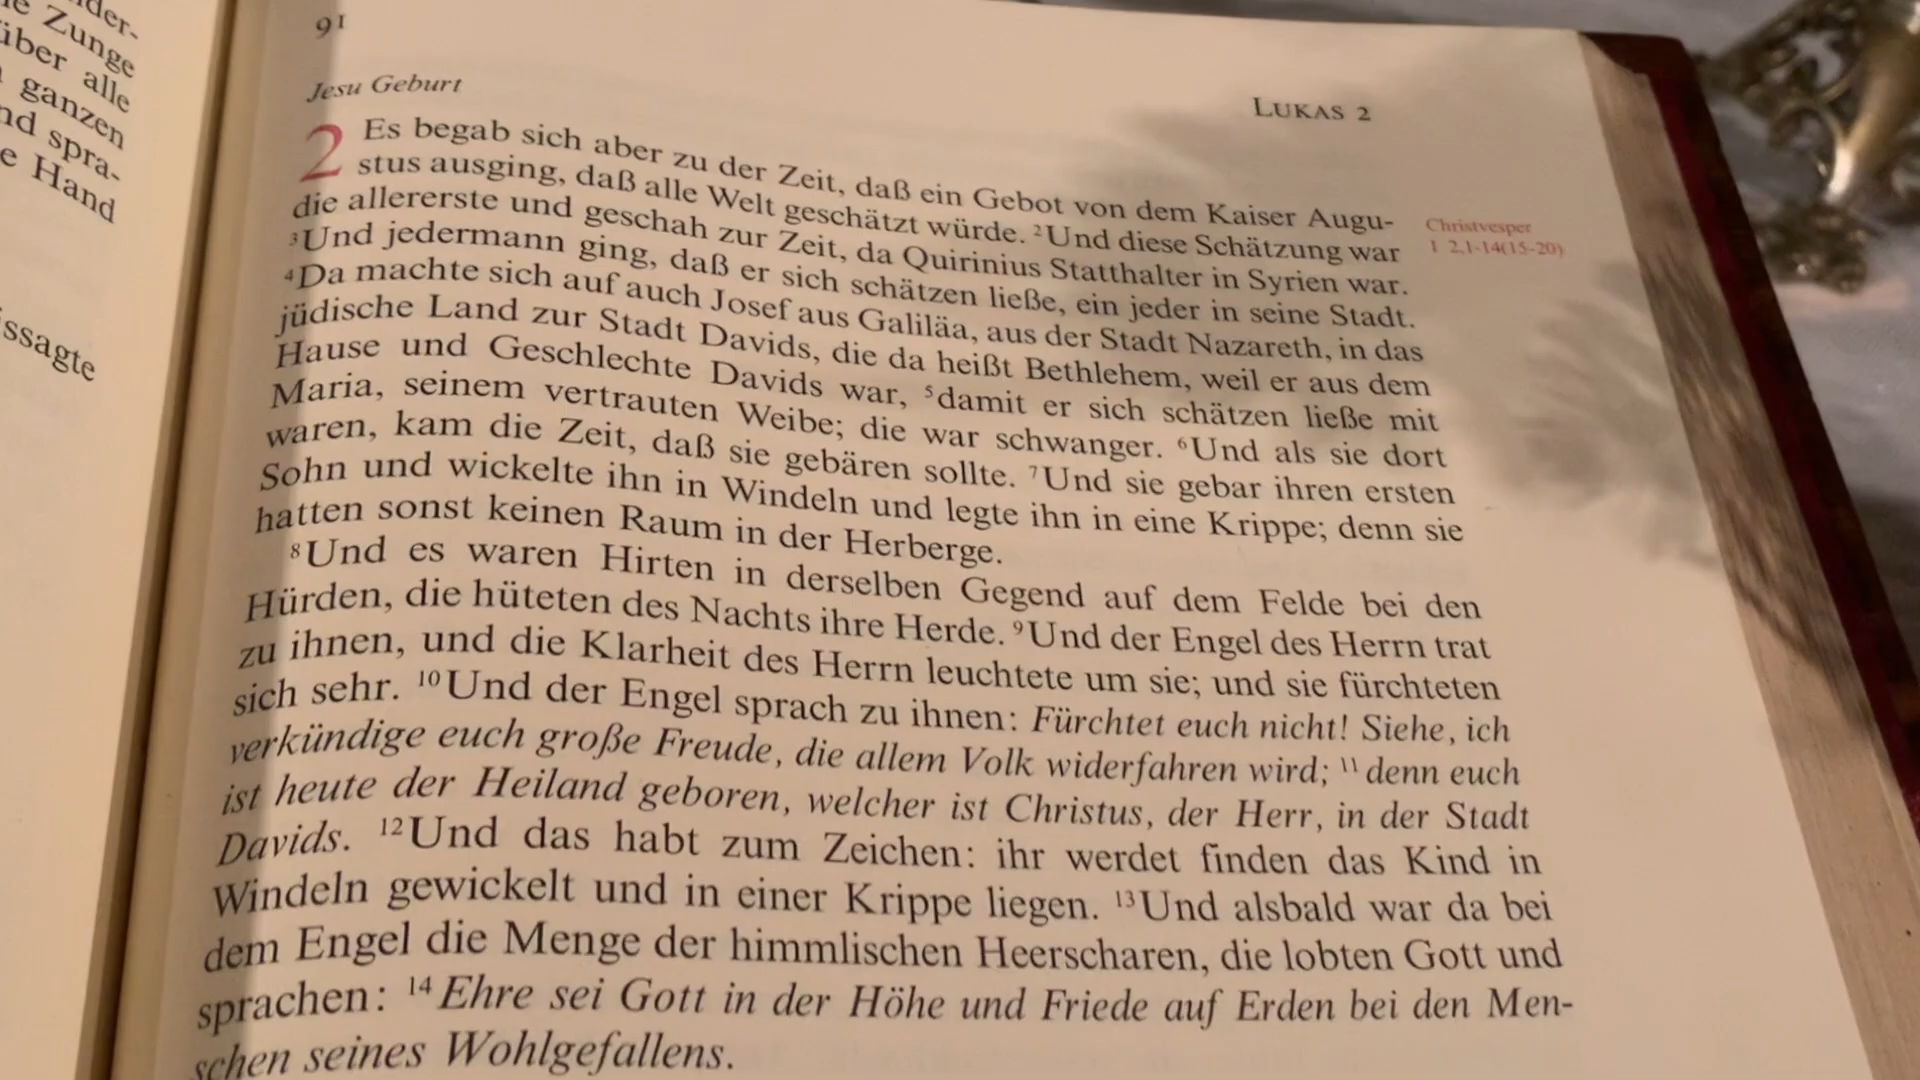 der-
Zunge
über alle
ganzen
nd spra-
e Hand
ssagte
91
Jesu Geburt
LUKAS 2
2 Es begab sich aber zu der Zeit, daß ein Gebot von dem Kaiser Augu-
stus ausging, daß alle Welt geschätzt würde. ²Und diese Schätzung war
die allererste und geschah zur Zeit, da Quirinius Statthalter in Syrien war.
³Und jedermann ging, daß er sich schätzen ließe, ein jeder in seine Stadt.
⁴Da machte sich auf auch Josef aus Galiläa, aus der Stadt Nazareth, in das
jüdische Land zur Stadt Davids, die da heißt Bethlehem, weil er aus dem
Hause und Geschlechte Davids war, ⁵damit er sich schätzen ließe mit
Maria, seinem vertrauten Weibe; die war schwanger. ⁶Und als sie dort
waren, kam die Zeit, daß sie gebären sollte. ⁷Und sie gebar ihren ersten
Sohn und wickelte ihn in Windeln und legte ihn in eine Krippe; denn sie
hatten sonst keinen Raum in der Herberge.
⁸Und es waren Hirten in derselben Gegend auf dem Felde bei den
Hürden, die hüteten des Nachts ihre Herde. ⁹Und der Engel des Herrn trat
zu ihnen, und die Klarheit des Herrn leuchtete um sie; und sie fürchteten
sich sehr. ¹⁰Und der Engel sprach zu ihnen: Fürchtet euch nicht! Siehe, ich
verkündige euch große Freude, die allem Volk widerfahren wird; ¹¹denn euch
ist heute der Heiland geboren, welcher ist Christus, der Herr, in der Stadt
Davids. ¹²Und das habt zum Zeichen: ihr werdet finden das Kind in
Windeln gewickelt und in einer Krippe liegen. ¹³Und alsbald war da bei
dem Engel die Menge der himmlischen Heerscharen, die lobten Gott und
sprachen: ¹⁴Ehre sei Gott in der Höhe und Friede auf Erden bei den Men-
schen seines Wohlgefallens.
Christvesper
I 2,1-14(15-20)